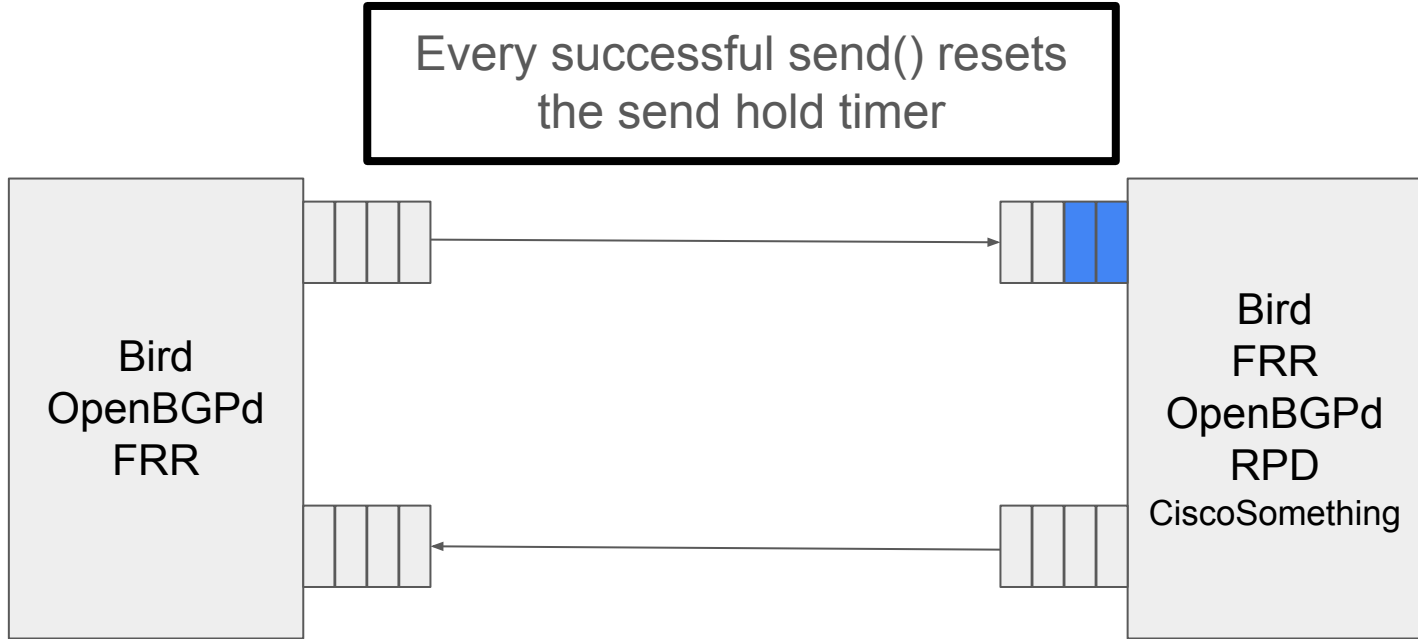 Every successful send() resets
the send hold timer
Bird
OpenBGPd
FRR
Bird
FRR
OpenBGPd
RPD
CiscoSomething